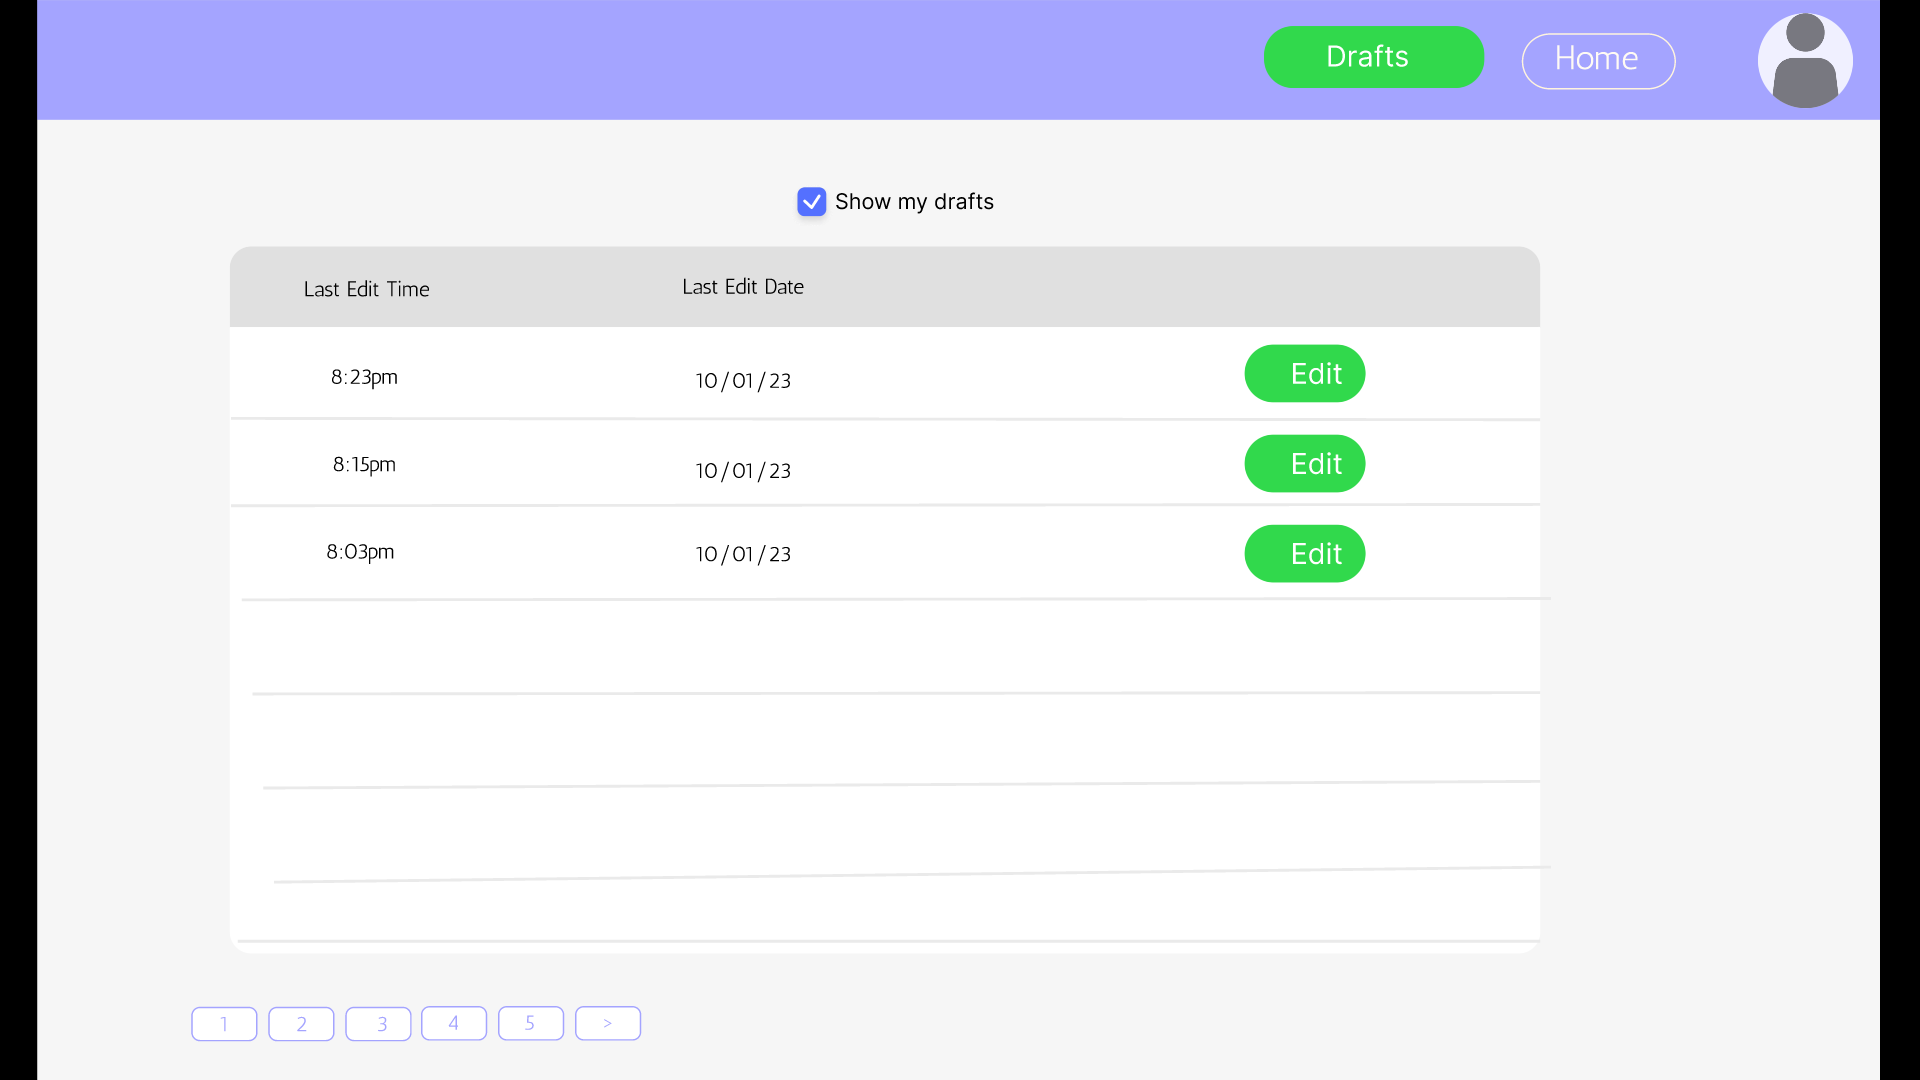 Drafts
Home
Show my drafts
Last Edit Time
Last Edit Date
8:23pm
10/01/23
Edit
8:15pm
10/01/23
Edit
8:03pm
10/01/23
Edit
1
2
3
4
5
>